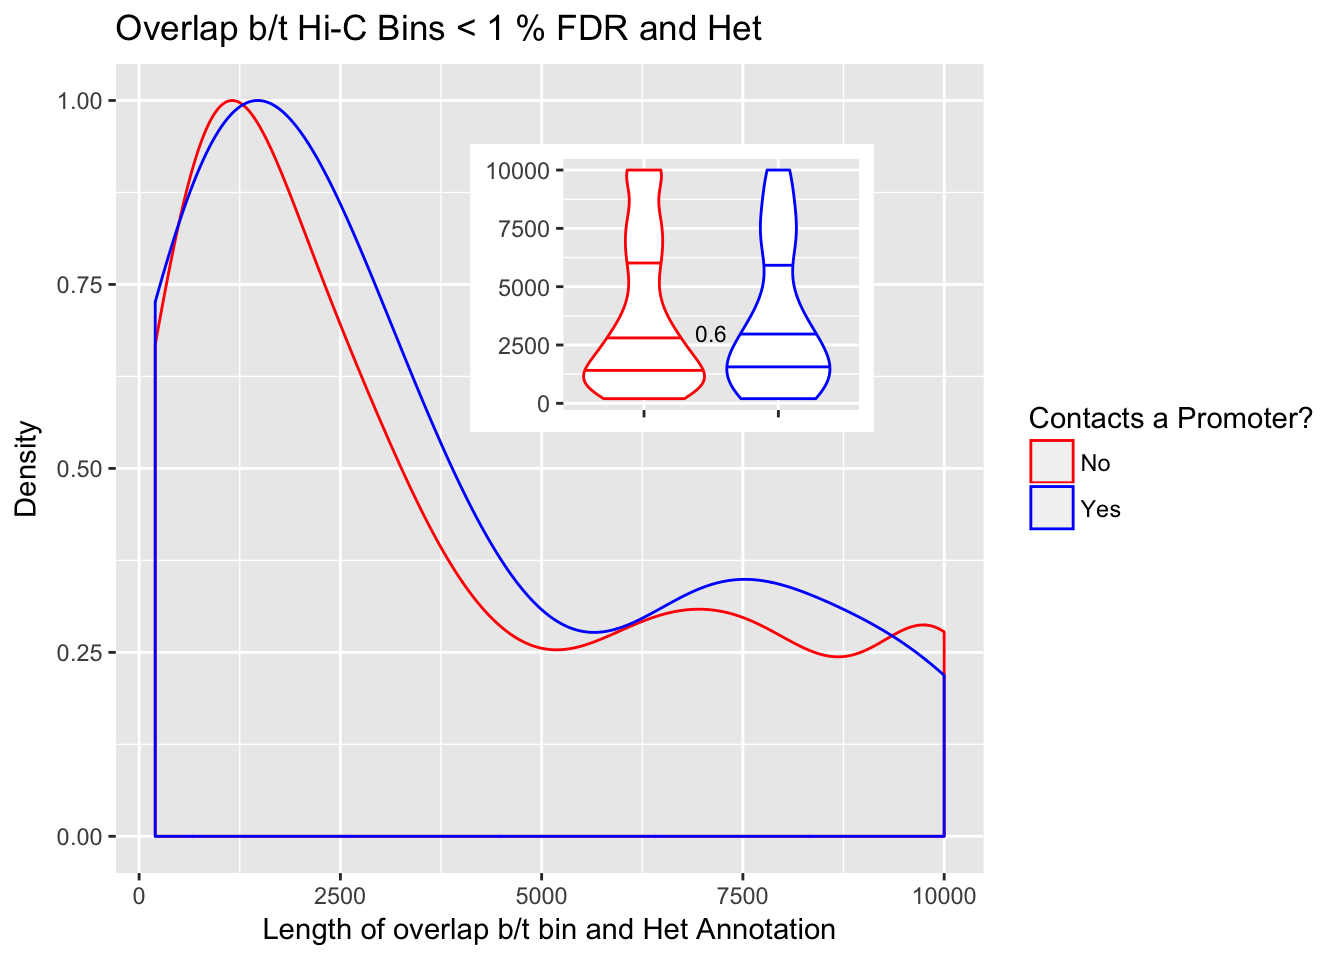 Overlap b/t Hi-C Bins < 1 % FDR and Het
1.00
0.75
0.50
0.25
0.00
Density
10000
7500
5000
2500
0
0.6
Contacts a Promoter?
No
Yes
0 2500 5000 7500 10000
Length of overlap b/t bin and Het Annotation